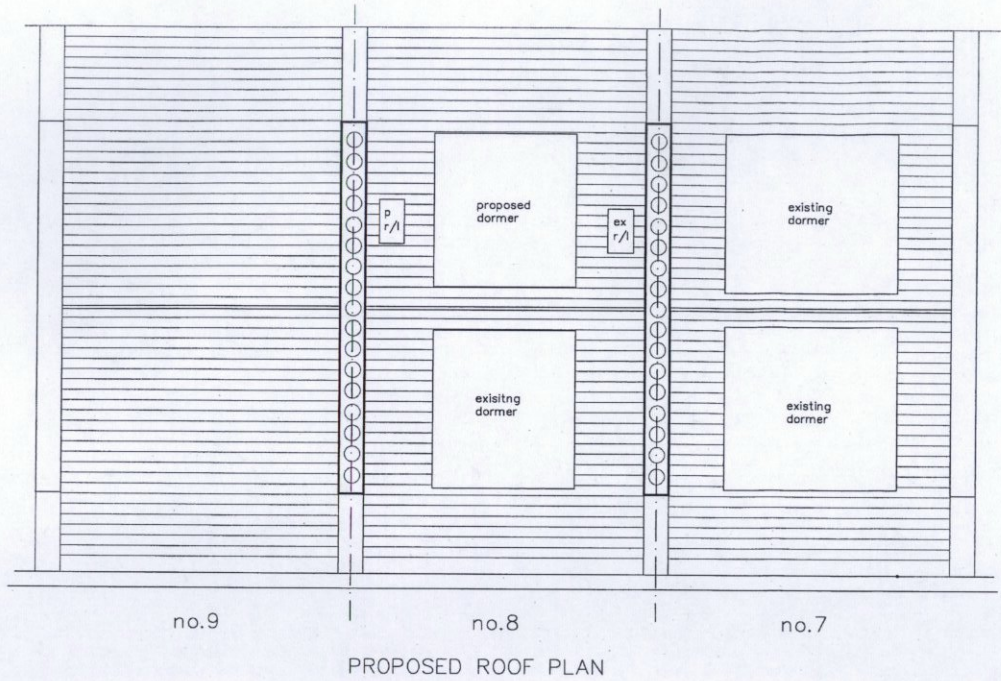 p
r/l
proposed
dormer
ex
r/l
existing
dormer
exisitng
dormer
existing
dormer
no.9
no.8
no.7
PROPOSED ROOF PLAN